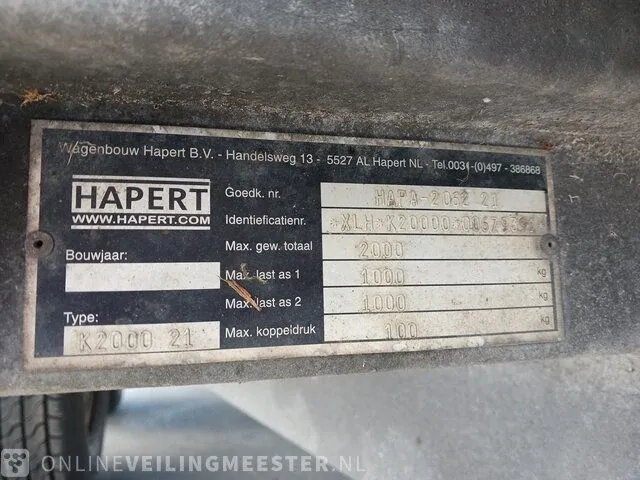 Wagenbouw Hapert B.V. - Handelsweg 13 - 5527 AL Hapert NL - Tel.0031-(0)497 - 386868
HAPERT
WWW.HAPERT.COM
Goedk. nr. HAPA-2062 21
Identieficatienr.
Max. gew. totaal 2000 kg
Bouwjaar:
Max. last as 1 1000 kg
Max. last as 2 1000 kg
Type:
K2000 21
Max. koppeldruk 100 kg
ONLINEVEILINGMEESTER.NL